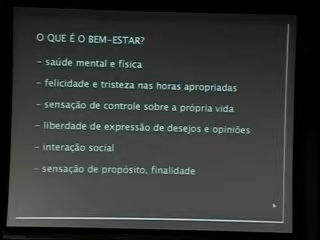 O QUE É O BEM-ESTAR?
- saúde mental e física
- felicidade e tristeza nas horas apropriadas
- sensação de controle sobre a própria vida
- liberdade de expressão de desejos e opiniões
- interação social
- sensação de propósito, finalidade